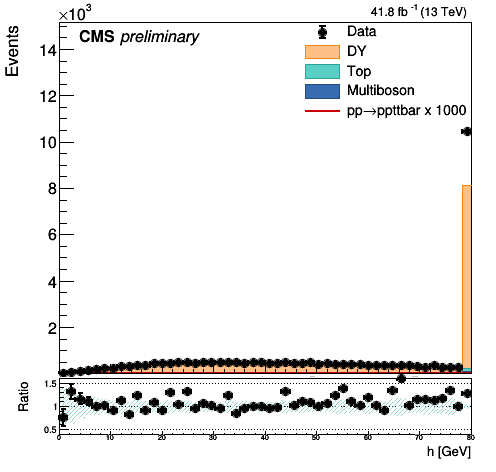 ×10³
41.8 fb⁻¹ (13 TeV)
Events
CMS preliminary
Data
DY
Top
Multiboson
pp→ppttbar x 1000
14
12
10
8
6
4
2
Ratio
1.5
1
0.5
0 10 20 30 40 50 60 70 80
h [GeV]